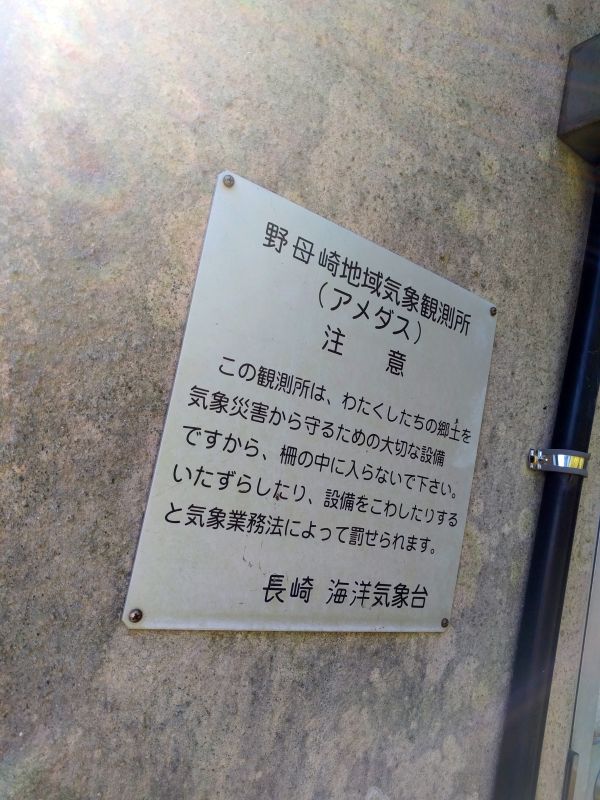 野母崎地域気象観測所
（アメダス）
注 意
この観測所は、わたくしたちの郷土を
気象災害から守るための大切な設備
ですから、柵の中に入らないで下さい。
いたずらしたり、設備をこわしたりする
と気象業務法によって罰せられます。
長崎 海洋気象台